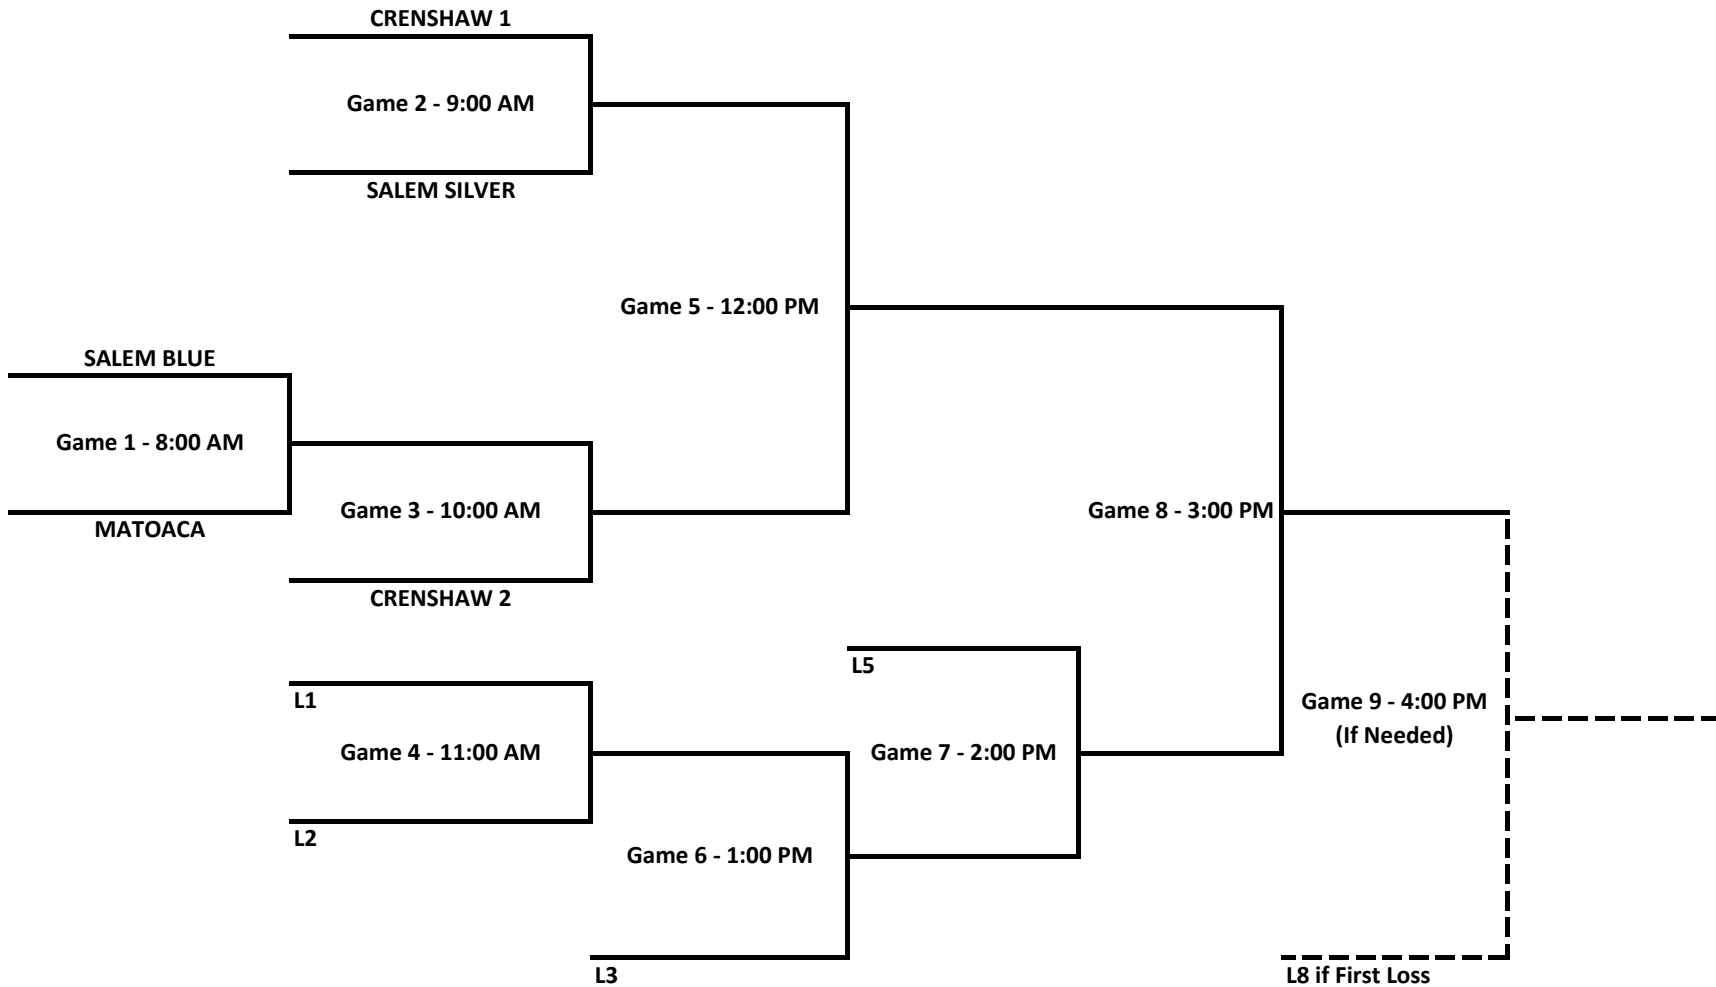 CRENSHAW 1
Game 2 - 9:00 AM
SALEM SILVER
Game 5 - 12:00 PM
SALEM BLUE
Game 1 - 8:00 AM
MATOACA
Game 3 - 10:00 AM
CRENSHAW 2
Game 8 - 3:00 PM
L5
L1
Game 4 - 11:00 AM
L2
Game 7 - 2:00 PM
Game 9 - 4:00 PM
(If Needed)
Game 6 - 1:00 PM
L3
L8 if First Loss